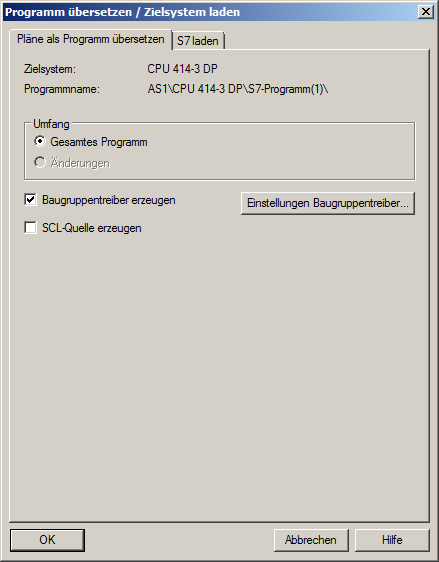 Programm übersetzen / Zielsystem laden
Pläne als Programm übersetzen
S7 laden
Zielsystem: CPU 414-3 DP
Programmname: AS1\CPU 414-3 DP\S7-Programm(1)\
Umfang
Gesamtes Programm
Änderungen
Baugruppentreiber erzeugen
Einstellungen Baugruppentreiber...
SCL-Quelle erzeugen
OK
Abbrechen
Hilfe